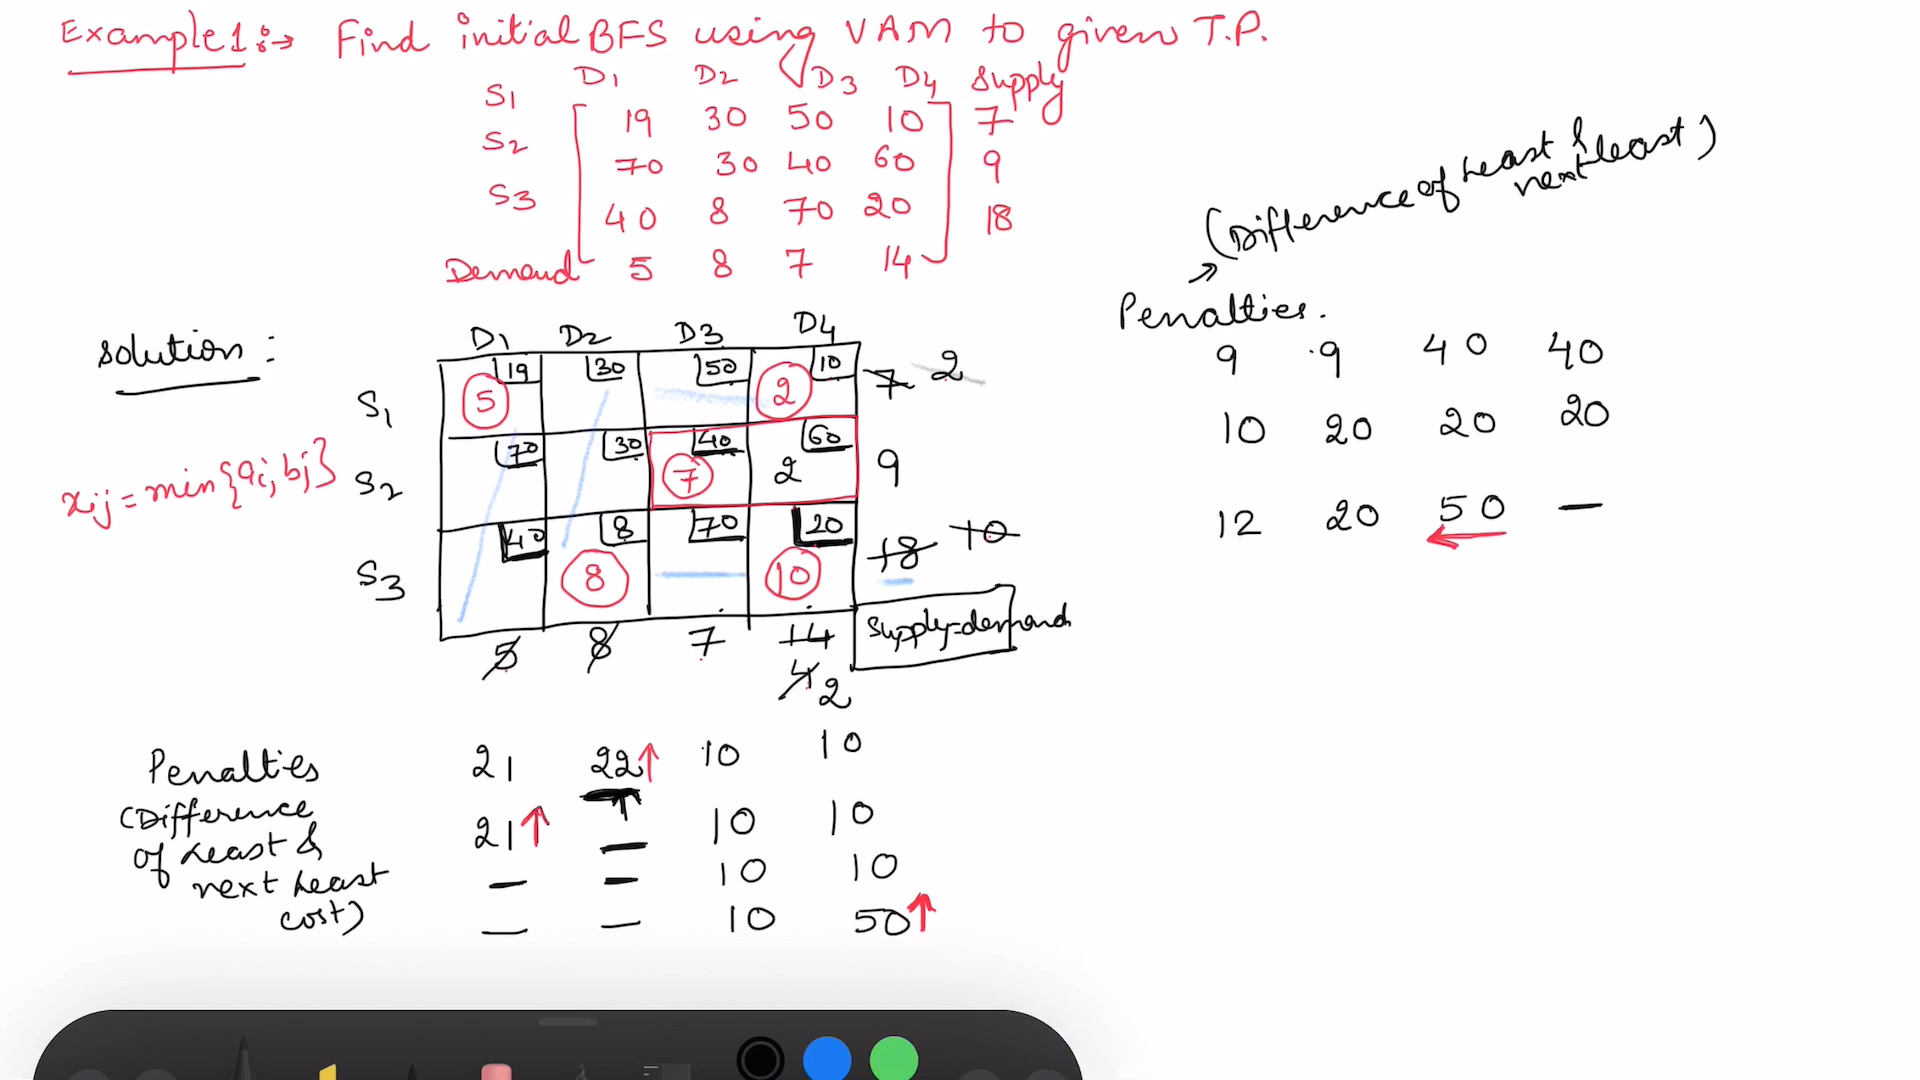 Example1:→ Find initial BFS using VAM to given T.P.
D1 D2 D3 D4 Supply
S1 19 30 50 10 7
S2 70 30 40 60 9
S3 40 8 70 20 18
Demand 5 8 7 14
(Difference of Least & next least)
Penalties.
9 9 40 40
10 20 20 20
12 20 50 —
Solution :
D1 D2 D3 D4
S1 19 5 30 50 10 2 7 2
S2 70 30 40 7 60 2 9
S3 40 8 8 70 20 10 18 10
5 8 7 14 Supply=demand
4 2
xij = min{ai, bj}
Penalties 21 22↑ 10 10
(Difference 21↑ — 10 10
of Least & — — 10 10
next Least
cost) — — 10 50↑